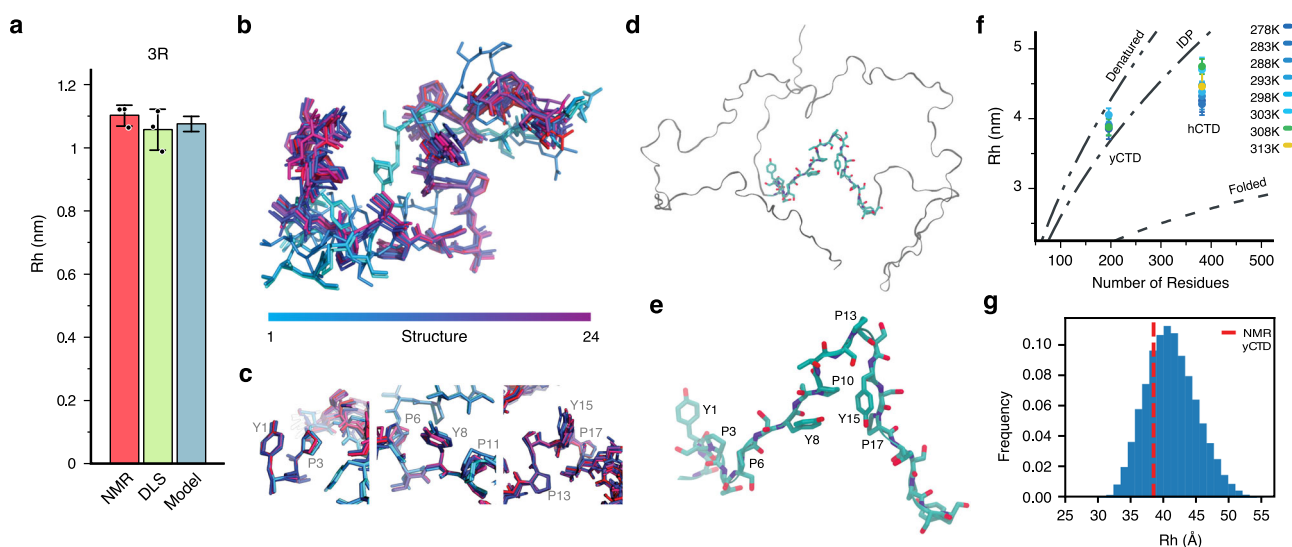 a
3R
1.2
1
0.8
0.6
0.4
0.2
0
Rh (nm)
NMR
DLS
Model
b
1
Structure
24
c
Y1
P3
P6
Y8
P11
Y15
P17
P13
d
e
Y1
P3
P6
Y8
P10
P13
Y15
P17
f
5
4
3
Rh (nm)
Denatured
IDP
yCTD
hCTD
Folded
100
200
300
400
500
Number of Residues
278K
283K
288K
293K
298K
303K
308K
313K
g
0.10
0.08
0.06
0.04
0.02
0.00
Frequency
NMR
yCTD
25
30
35
40
45
50
55
Rh (Å)